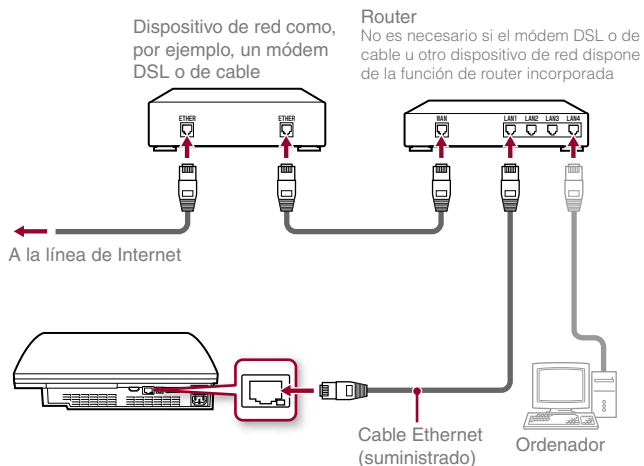 Dispositivo de red como,
por ejemplo, un módem
DSL o de cable
Router
No es necesario si el módem DSL o de
cable u otro dispositivo de red dispone
de la función de router incorporada
ETHER
ETHER
WAN
LAN1
LAN2
LAN3
LAN4
A la línea de Internet
Cable Ethernet
(suministrado)
Ordenador